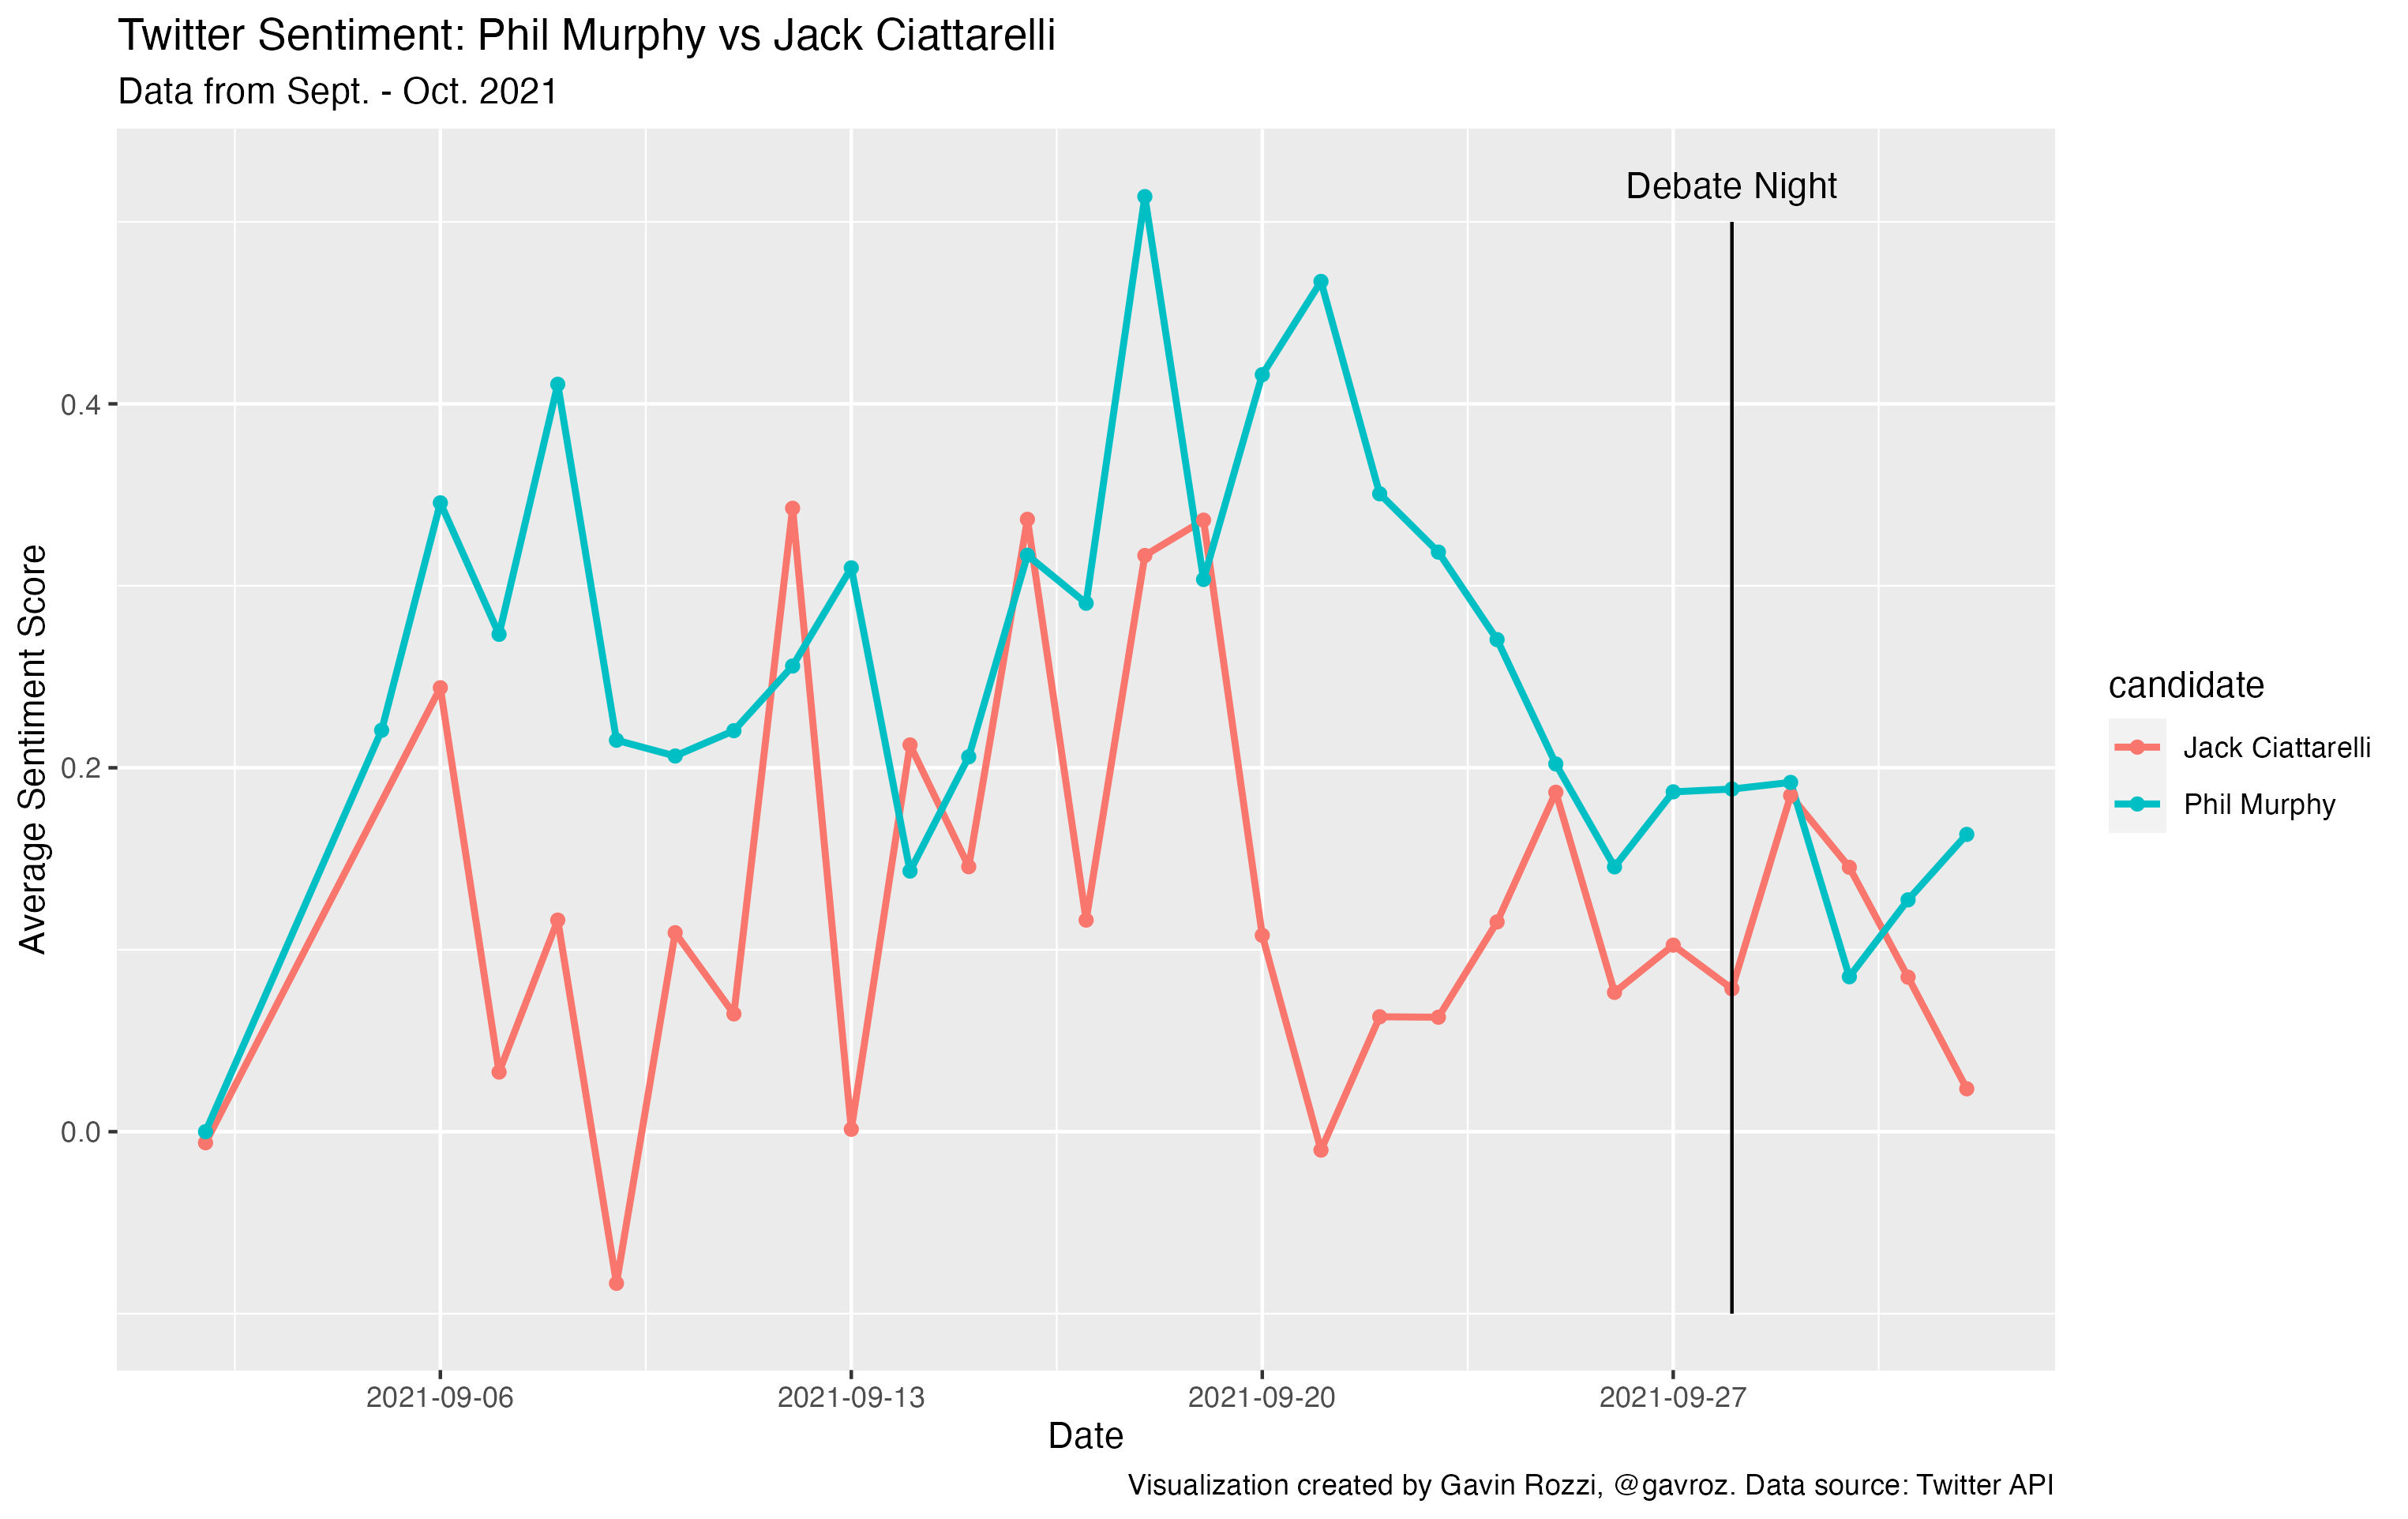 Twitter Sentiment: Phil Murphy vs Jack Ciattarelli
Data from Sept. - Oct. 2021
Debate Night
0.4
0.2
0.0
Average Sentiment Score
2021-09-06
2021-09-13
2021-09-20
2021-09-27
Date
candidate
Jack Ciattarelli
Phil Murphy
Visualization created by Gavin Rozzi, @gavroz. Data source: Twitter API